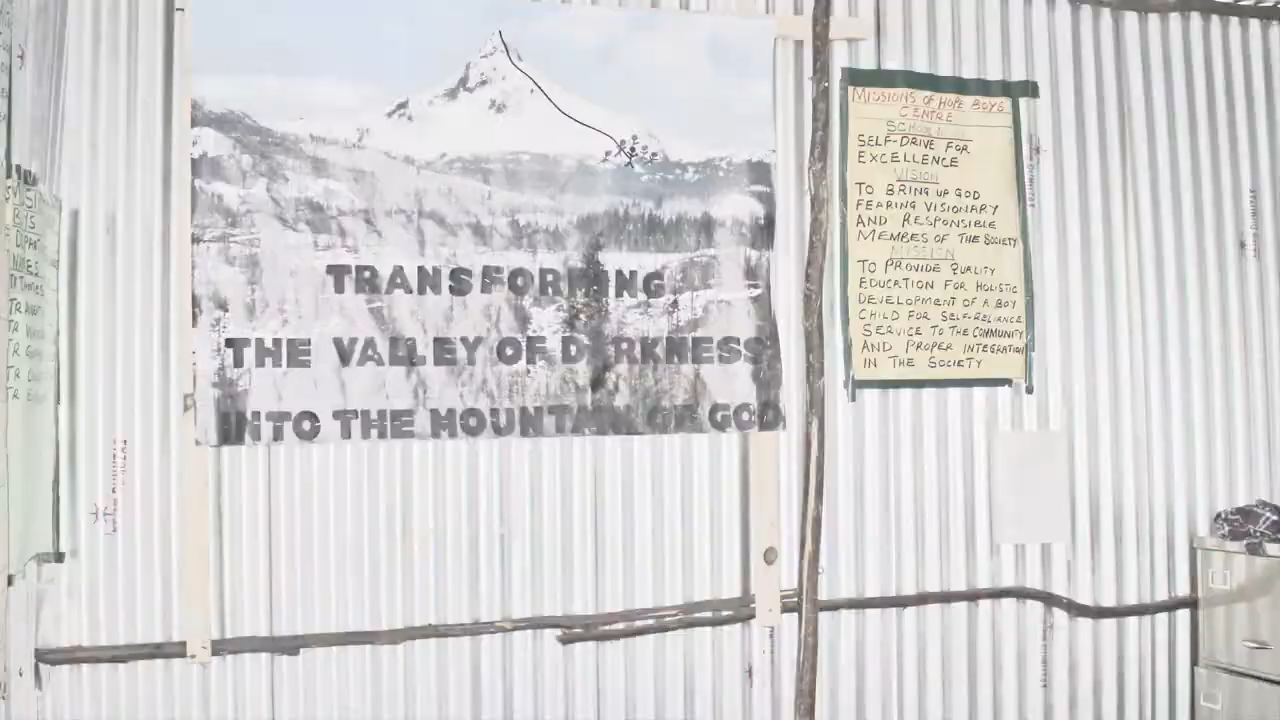 TRANSFORMING
THE VALLEY OF DARKNESS
INTO THE MOUNTAIN OF GOD
MISSIONS OF HOPE BOYS
CENTRE
SELF-DRIVE FOR
EXCELLENCE
VISION
TO BRING UP GOD
FEARING VISIONARY
AND RESPONSIBLE
MEMBES OF THE SOCIETY
MISSION
TO PROVIDE QUALITY
EDUCATION FOR HOLISTIC
DEVELOPMENT OF A BOY
CHILD FOR SELF-RELIANCE
SERVICE TO THE COMMUNITY
AND PROPER INTEGRATION
IN THE SOCIETY